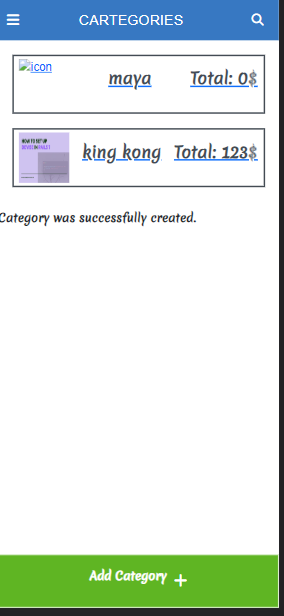 CARTEGORIES
icon
maya
Total: 0$
HOW TO SET UP
king kong
Total: 123$
Category was successfully created.
Add Category +